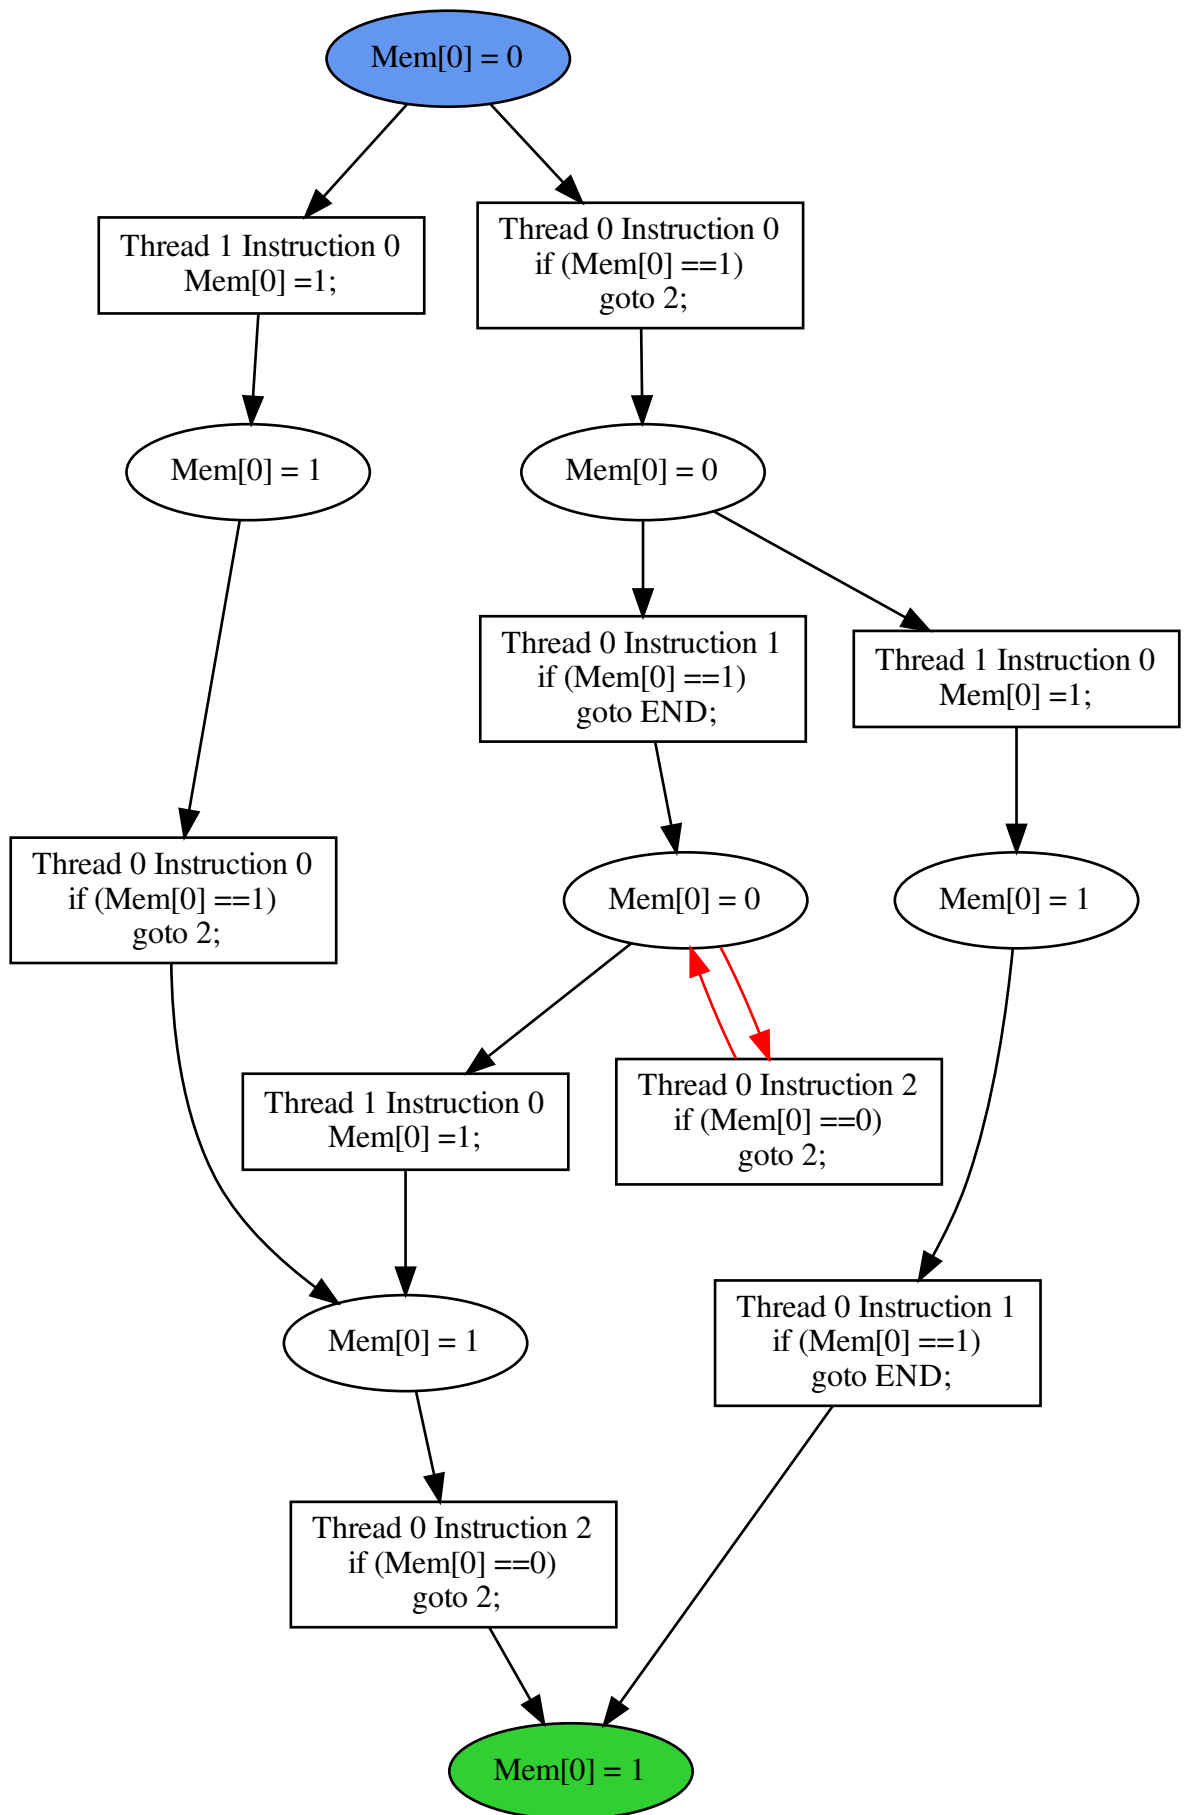 Mem[0] = 0
Thread 1 Instruction 0
Mem[0] =1;
Thread 0 Instruction 0
if (Mem[0] ==1)
goto 2;
Mem[0] = 1
Mem[0] = 0
Thread 0 Instruction 1
if (Mem[0] ==1)
goto END;
Thread 1 Instruction 0
Mem[0] =1;
Thread 0 Instruction 0
if (Mem[0] ==1)
goto 2;
Mem[0] = 0
Mem[0] = 1
Thread 1 Instruction 0
Mem[0] =1;
Thread 0 Instruction 2
if (Mem[0] ==0)
goto 2;
Mem[0] = 1
Thread 0 Instruction 1
if (Mem[0] ==1)
goto END;
Thread 0 Instruction 2
if (Mem[0] ==0)
goto 2;
Mem[0] = 1